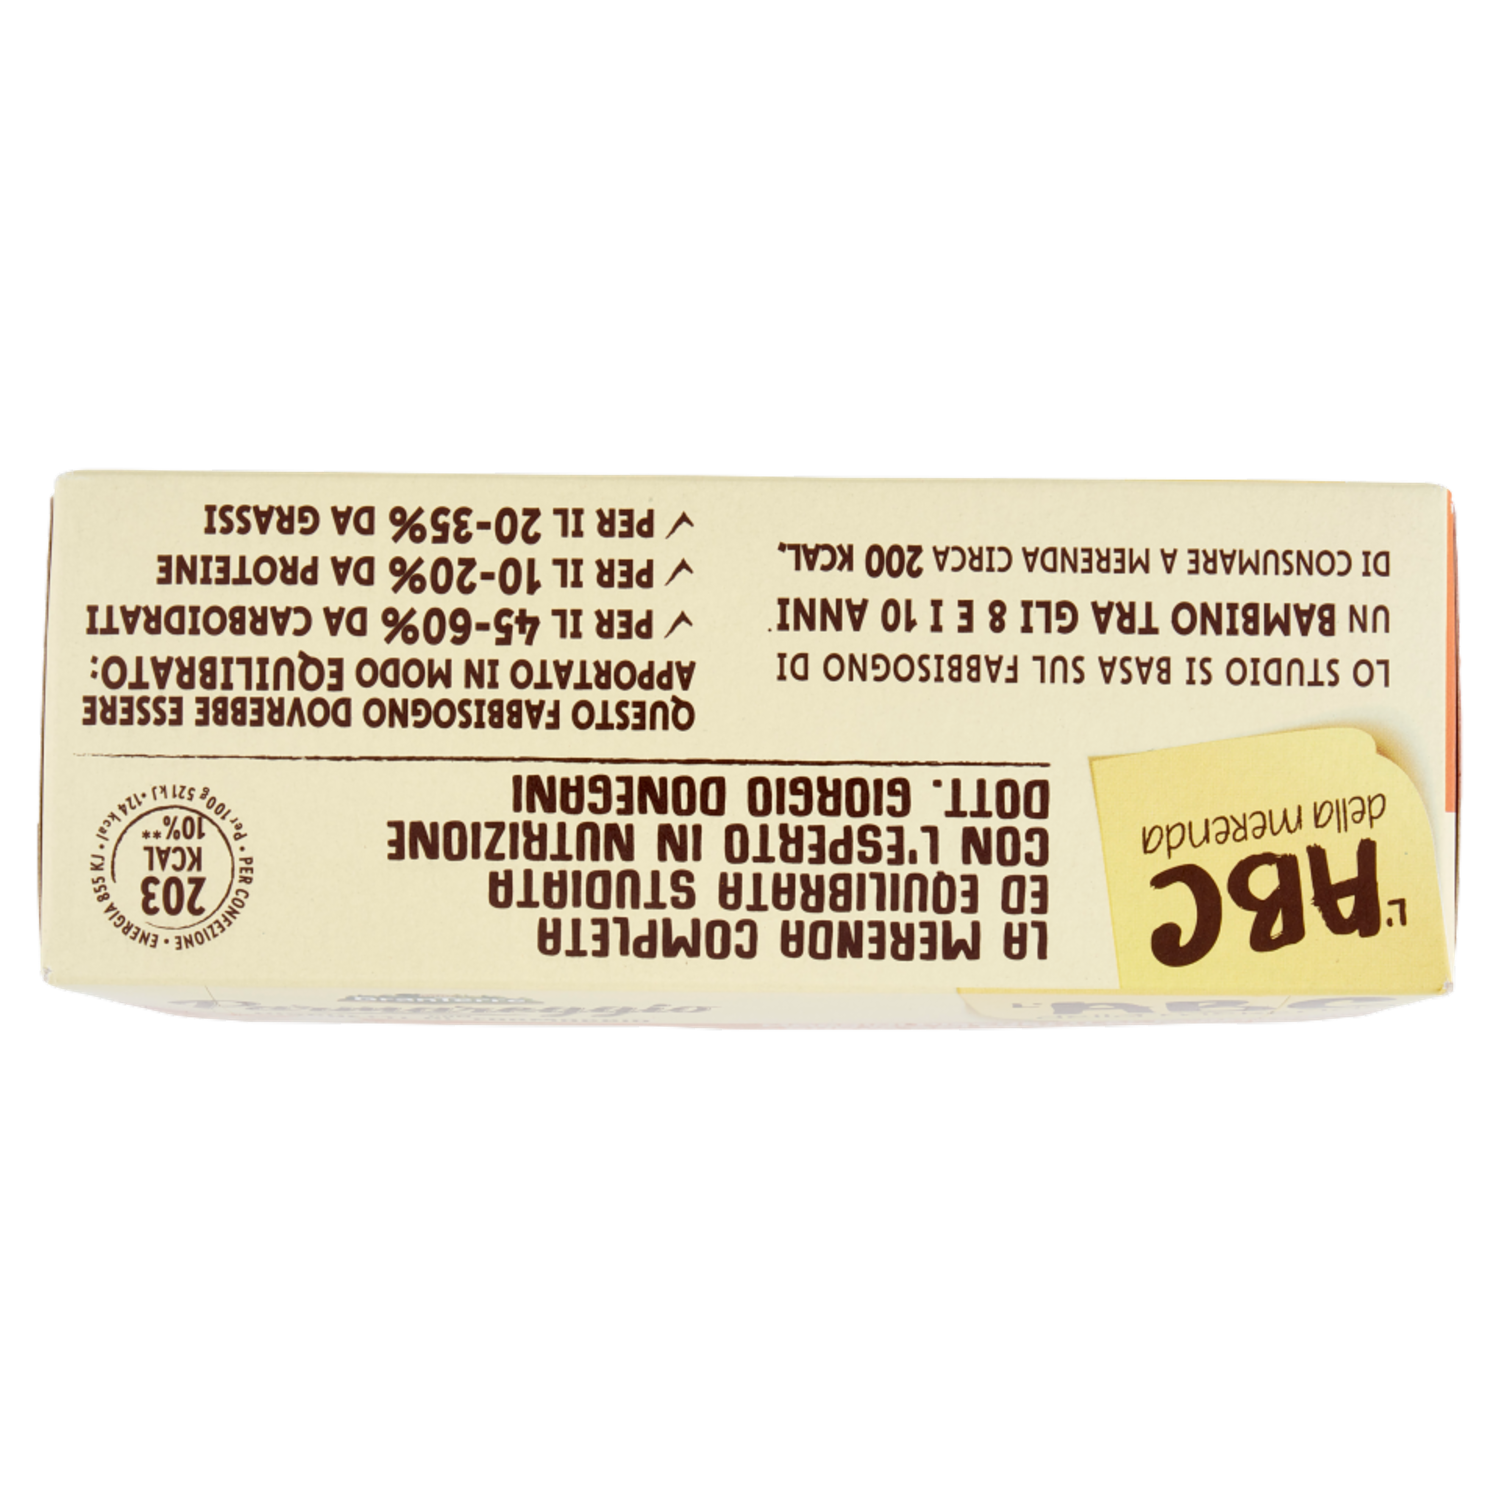 L'ABC
della merenda
LA MERENDA COMPLETA
ED EQUILIBRATA STUDIATA
CON L'ESPERTO IN NUTRIZIONE
DOTT. GIORGIO DONEGANI
PER CONFEZIONE • ENERGIA 855 KJ •
203
KCAL
10%**
Per 100g 521 kJ • 124 kcal •
LO STUDIO SI BASA SUL FABBISOGNO DI
UN BAMBINO TRA GLI 8 E I 10 ANNI
DI CONSUMARE A MERENDA CIRCA 200 KCAL.
QUESTO FABBISOGNO DOVREBBE ESSERE
APPORTATO IN MODO EQUILIBRATO:
✓ PER IL 45-60% DA CARBOIDRATI
✓ PER IL 10-20% DA PROTEINE
✓ PER IL 20-35% DA GRASSI
L'ABC
GranTerre
Parmareggio